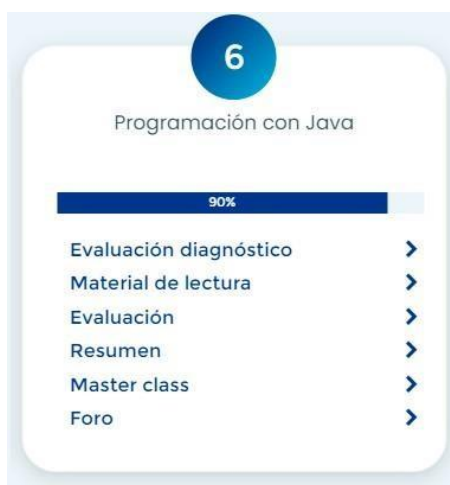 6
Programación con Java
90%
Evaluación diagnóstico
Material de lectura
Evaluación
Resumen
Master class
Foro